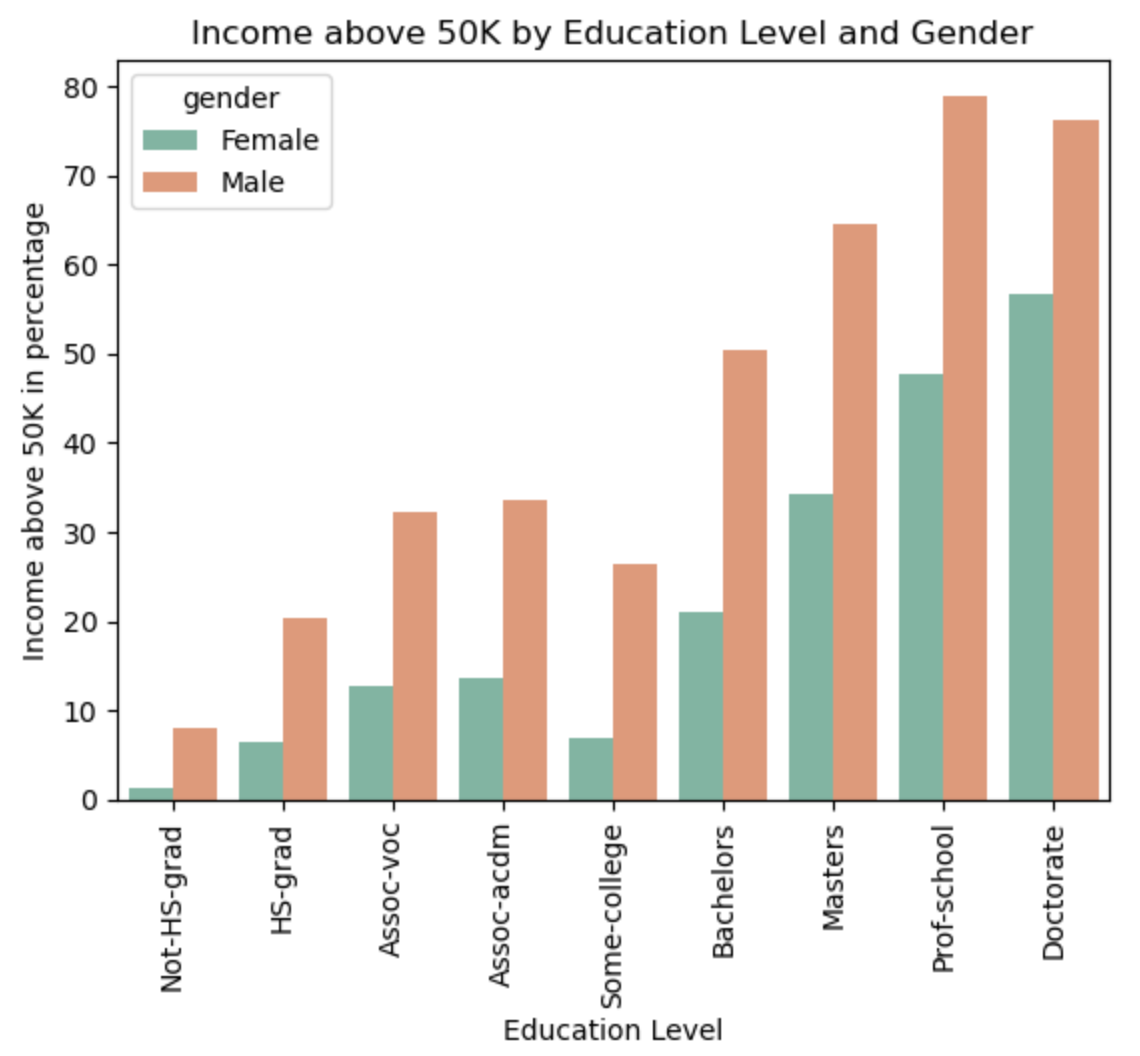 Income above 50K by Education Level and Gender
gender
Female
Male
Income above 50K in percentage
80
70
60
50
40
30
20
10
0
Not-HS-grad
HS-grad
Assoc-voc
Assoc-acdm
Some-college
Bachelors
Masters
Prof-school
Doctorate
Education Level